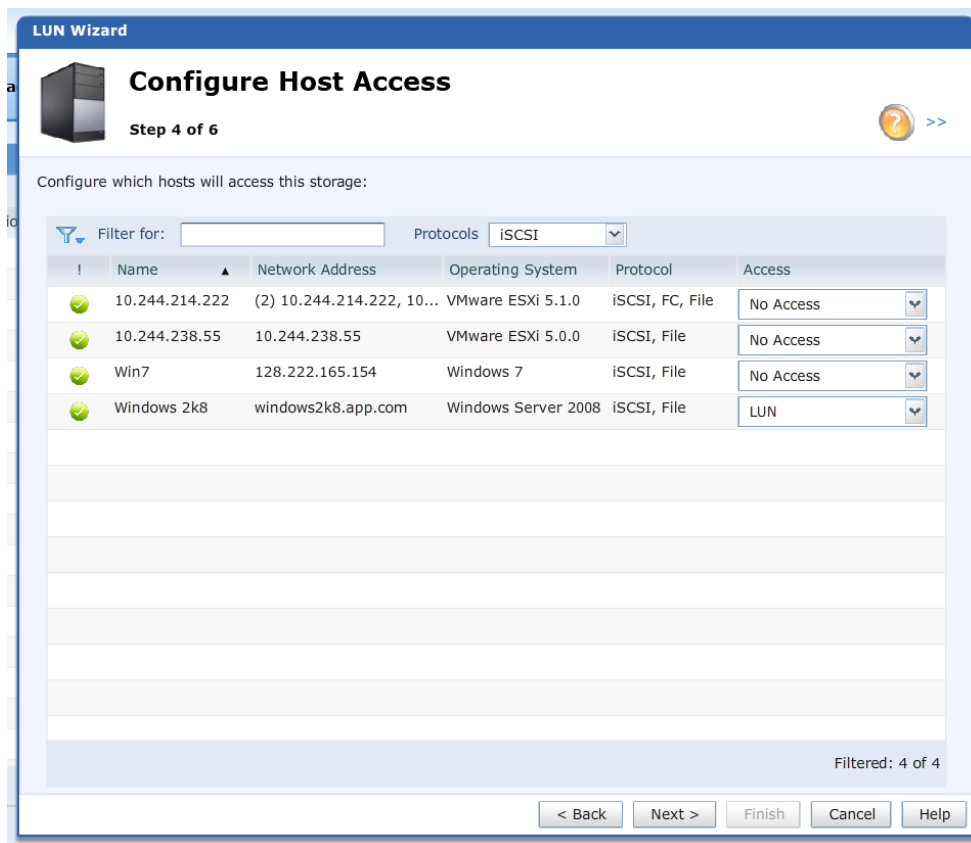 LUN Wizard
a
Configure Host Access
Step 4 of 6
? >>
Configure which hosts will access this storage:
io
Filter for: Protocols iSCSI
! Name ▲ Network Address Operating System Protocol Access
10.244.214.222 (2) 10.244.214.222, 10... VMware ESXi 5.1.0 iSCSI, FC, File No Access
10.244.238.55 10.244.238.55 VMware ESXi 5.0.0 iSCSI, File No Access
Win7 128.222.165.154 Windows 7 iSCSI, File No Access
Windows 2k8 windows2k8.app.com Windows Server 2008 iSCSI, File LUN
Filtered: 4 of 4
< Back Next > Finish Cancel Help